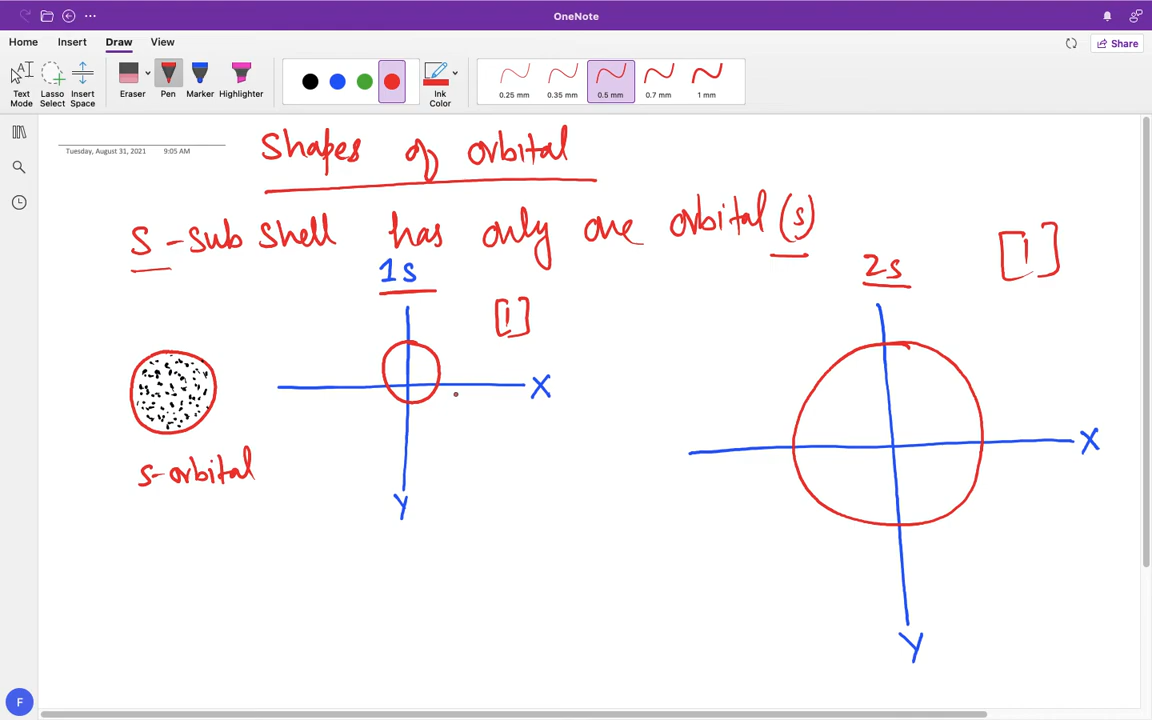 OneNote
Home Insert Draw View
Share
Text Mode Lasso Select Insert Space Eraser Pen Marker Highlighter Ink Color 0.25 mm 0.35 mm 0.5 mm 0.7 mm 1 mm
Shapes of orbital
Tuesday, August 31, 2021 9:05 AM
s-sub shell has only one orbital (s)
1s [1]
2s [1]
X
Y
s-orbital
X
Y
F